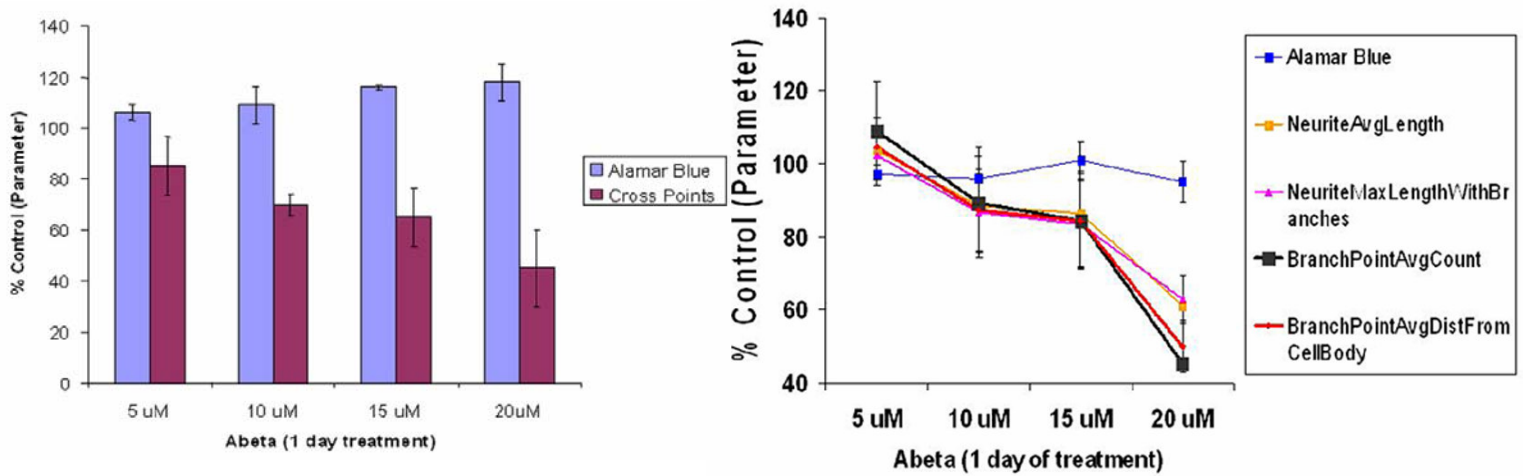 140
120
100
80
60
40
20
0
% Control (Parameter)
5 uM
10 uM
15 uM
20uM
Abeta (1 day treatment)
Alamar Blue
Cross Points
140
120
100
80
60
40
% Control (Parameter)
5 uM
10 uM
15 uM
20 uM
Abeta (1 day of treatment)
Alamar Blue
NeuriteAvgLength
NeuriteMaxLengthWithBr
anches
BranchPointAvgCount
BranchPointAvgDistFrom
CellBody